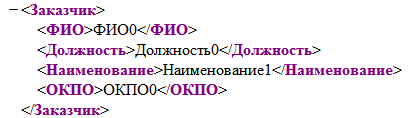 −<Заказчик>
<ФИО>ФИО0</ФИО>
<Должность>Должность0</Должность>
<Наименование>Наименование1</Наименование>
<ОКПО>ОКПО0</ОКПО>
</Заказчик>